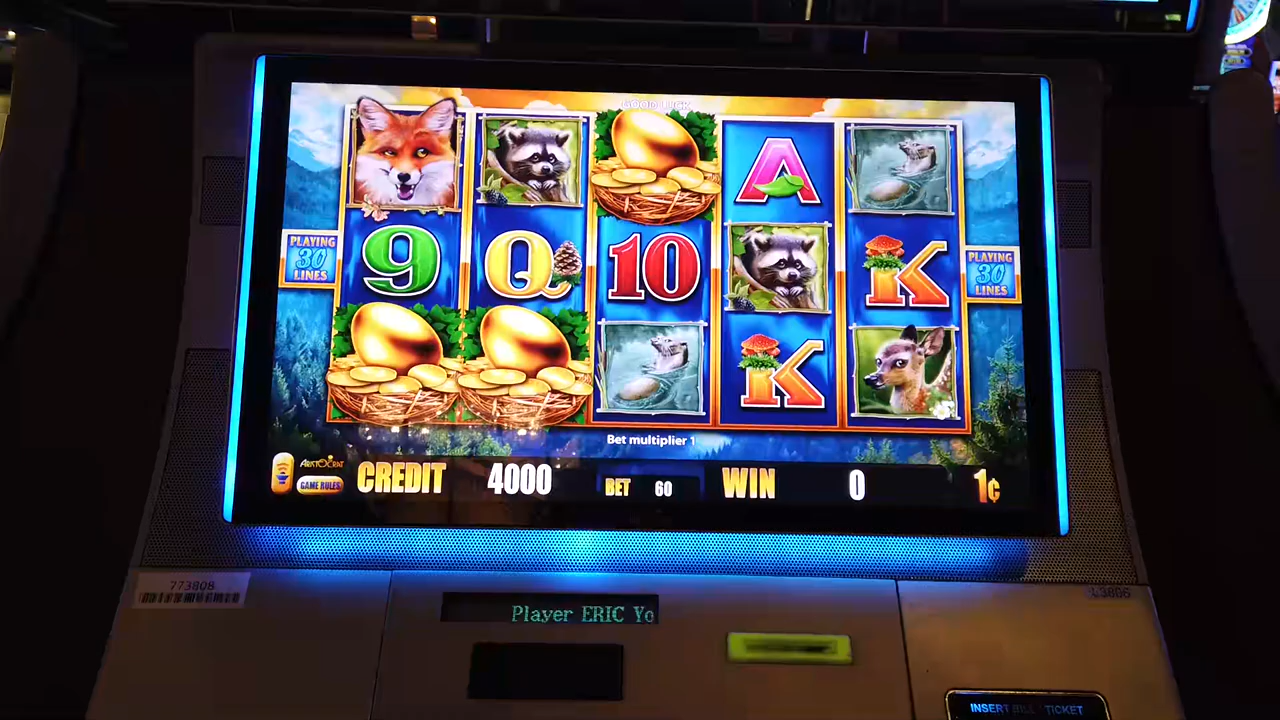 GOOD LUCK
A
PLAYING
30
LINES
9
Q
10
K
PLAYING
30
LINES
K
Bet multiplier 1
ARISTOCRAT
GAME RULES
CREDIT 4000
BET 60
WIN 0
1¢
773808
Player ERIC Yo
INSERT BILL TICKET